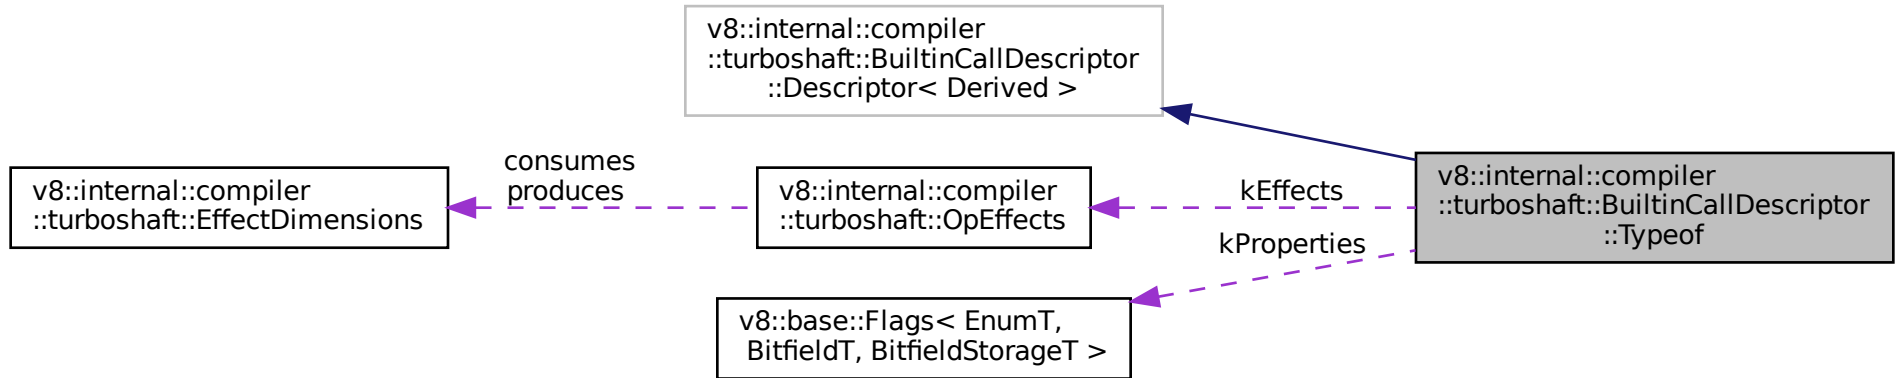 v8::internal::compiler
::turboshaft::BuiltinCallDescriptor
::Descriptor< Derived >
v8::internal::compiler
::turboshaft::EffectDimensions
consumes
produces
v8::internal::compiler
::turboshaft::OpEffects
kEffects
kProperties
v8::internal::compiler
::turboshaft::BuiltinCallDescriptor
::Typeof
v8::base::Flags< EnumT,
BitfieldT, BitfieldStorageT >